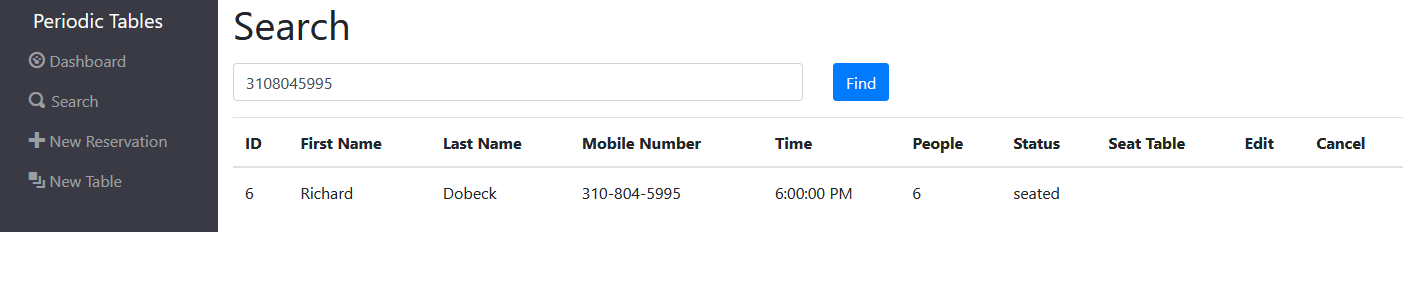 Periodic Tables
Dashboard
Search
New Reservation
New Table
Search
3108045995 Find
ID First Name Last Name Mobile Number Time People Status Seat Table Edit Cancel
6 Richard Dobeck 310-804-5995 6:00:00 PM 6 seated